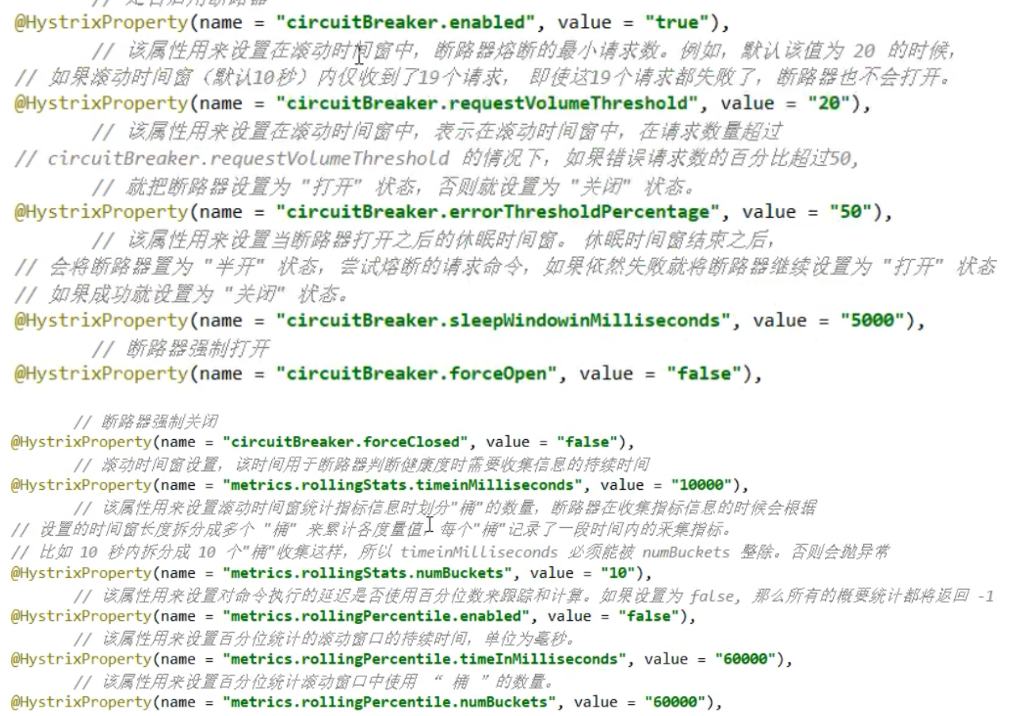 // 是否启用断路器
@HystrixProperty(name = "circuitBreaker.enabled", value = "true"),
// 该属性用来设置在滚动时间窗中，断路器熔断的最小请求数。例如，默认该值为 20 的时候，
// 如果滚动时间窗（默认10秒）内仅收到了19个请求， 即使这19个请求都失败了，断路器也不会打开。
@HystrixProperty(name = "circuitBreaker.requestVolumeThreshold", value = "20"),
// 该属性用来设置在滚动时间窗中，表示在滚动时间窗中，在请求数量超过
// circuitBreaker.requestVolumeThreshold 的情况下，如果错误请求数的百分比超过50,
// 就把断路器设置为 "打开" 状态，否则就设置为 "关闭" 状态。
@HystrixProperty(name = "circuitBreaker.errorThresholdPercentage", value = "50"),
// 该属性用来设置当断路器打开之后的休眠时间窗。 休眠时间窗结束之后，
// 会将断路器置为 "半开" 状态，尝试熔断的请求命令，如果依然失败就将断路器继续设置为 "打开" 状态
// 如果成功就设置为 "关闭" 状态。
@HystrixProperty(name = "circuitBreaker.sleepWindowinMilliseconds", value = "5000"),
// 断路器强制打开
@HystrixProperty(name = "circuitBreaker.forceOpen", value = "false"),
// 断路器强制关闭
@HystrixProperty(name = "circuitBreaker.forceClosed", value = "false"),
// 滚动时间窗设置，该时间用于断路器判断健康度时需要收集信息的持续时间
@HystrixProperty(name = "metrics.rollingStats.timeinMilliseconds", value = "10000"),
// 该属性用来设置滚动时间窗统计指标信息时划分"桶"的数量，断路器在收集指标信息的时候会根据
// 设置的时间窗长度拆分成多个 "桶" 来累计各度量值，每个"桶"记录了一段时间内的采集指标。
// 比如 10 秒内拆分成 10 个"桶"收集这样，所以 timeinMilliseconds 必须能被 numBuckets 整除。否则会抛异常
@HystrixProperty(name = "metrics.rollingStats.numBuckets", value = "10"),
// 该属性用来设置对命令执行的延迟是否使用百分位数来跟踪和计算。如果设置为 false, 那么所有的概要统计都将返回 -1
@HystrixProperty(name = "metrics.rollingPercentile.enabled", value = "false"),
// 该属性用来设置百分位统计的滚动窗口的持续时间，单位为毫秒。
@HystrixProperty(name = "metrics.rollingPercentile.timeInMilliseconds", value = "60000"),
// 该属性用来设置百分位统计滚动窗口中使用 “ 桶 ”的数量。
@HystrixProperty(name = "metrics.rollingPercentile.numBuckets", value = "60000"),